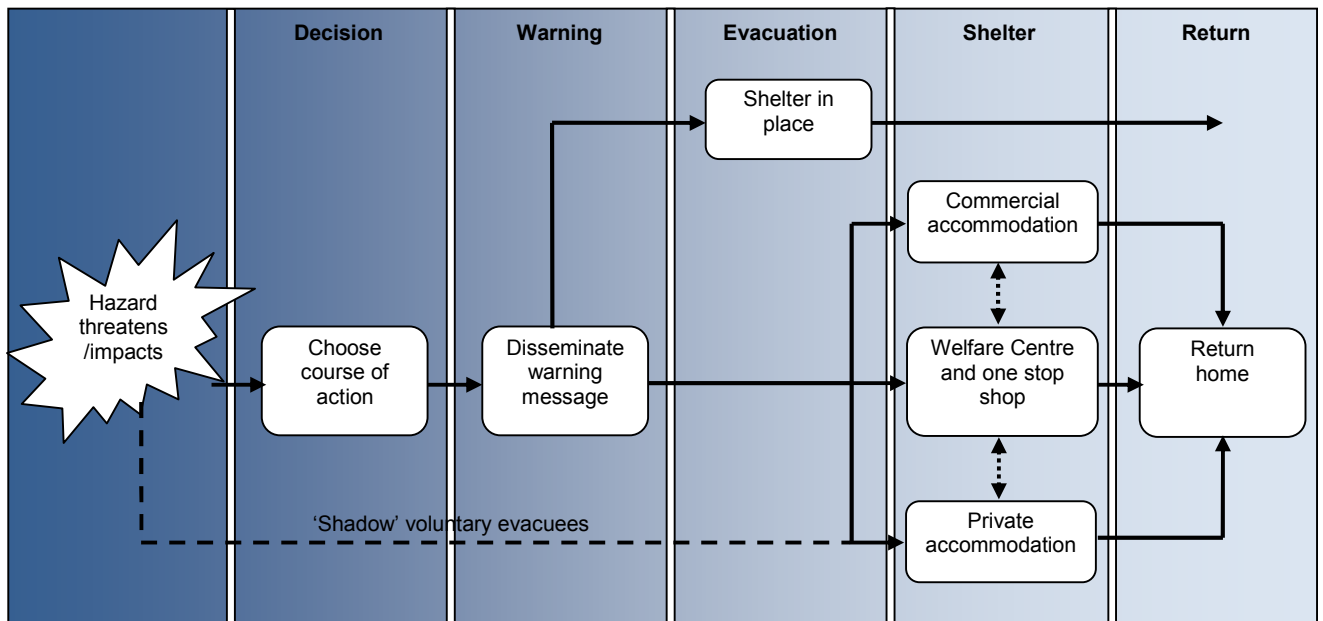 Decision
Warning
Evacuation
Shelter
Return
Shelter in
place
Commercial
accommodation
Hazard
threatens
/impacts
Choose
course of
action
Disseminate
warning
message
Welfare Centre
and one stop
shop
Return
home
‘Shadow’ voluntary evacuees
Private
accommodation